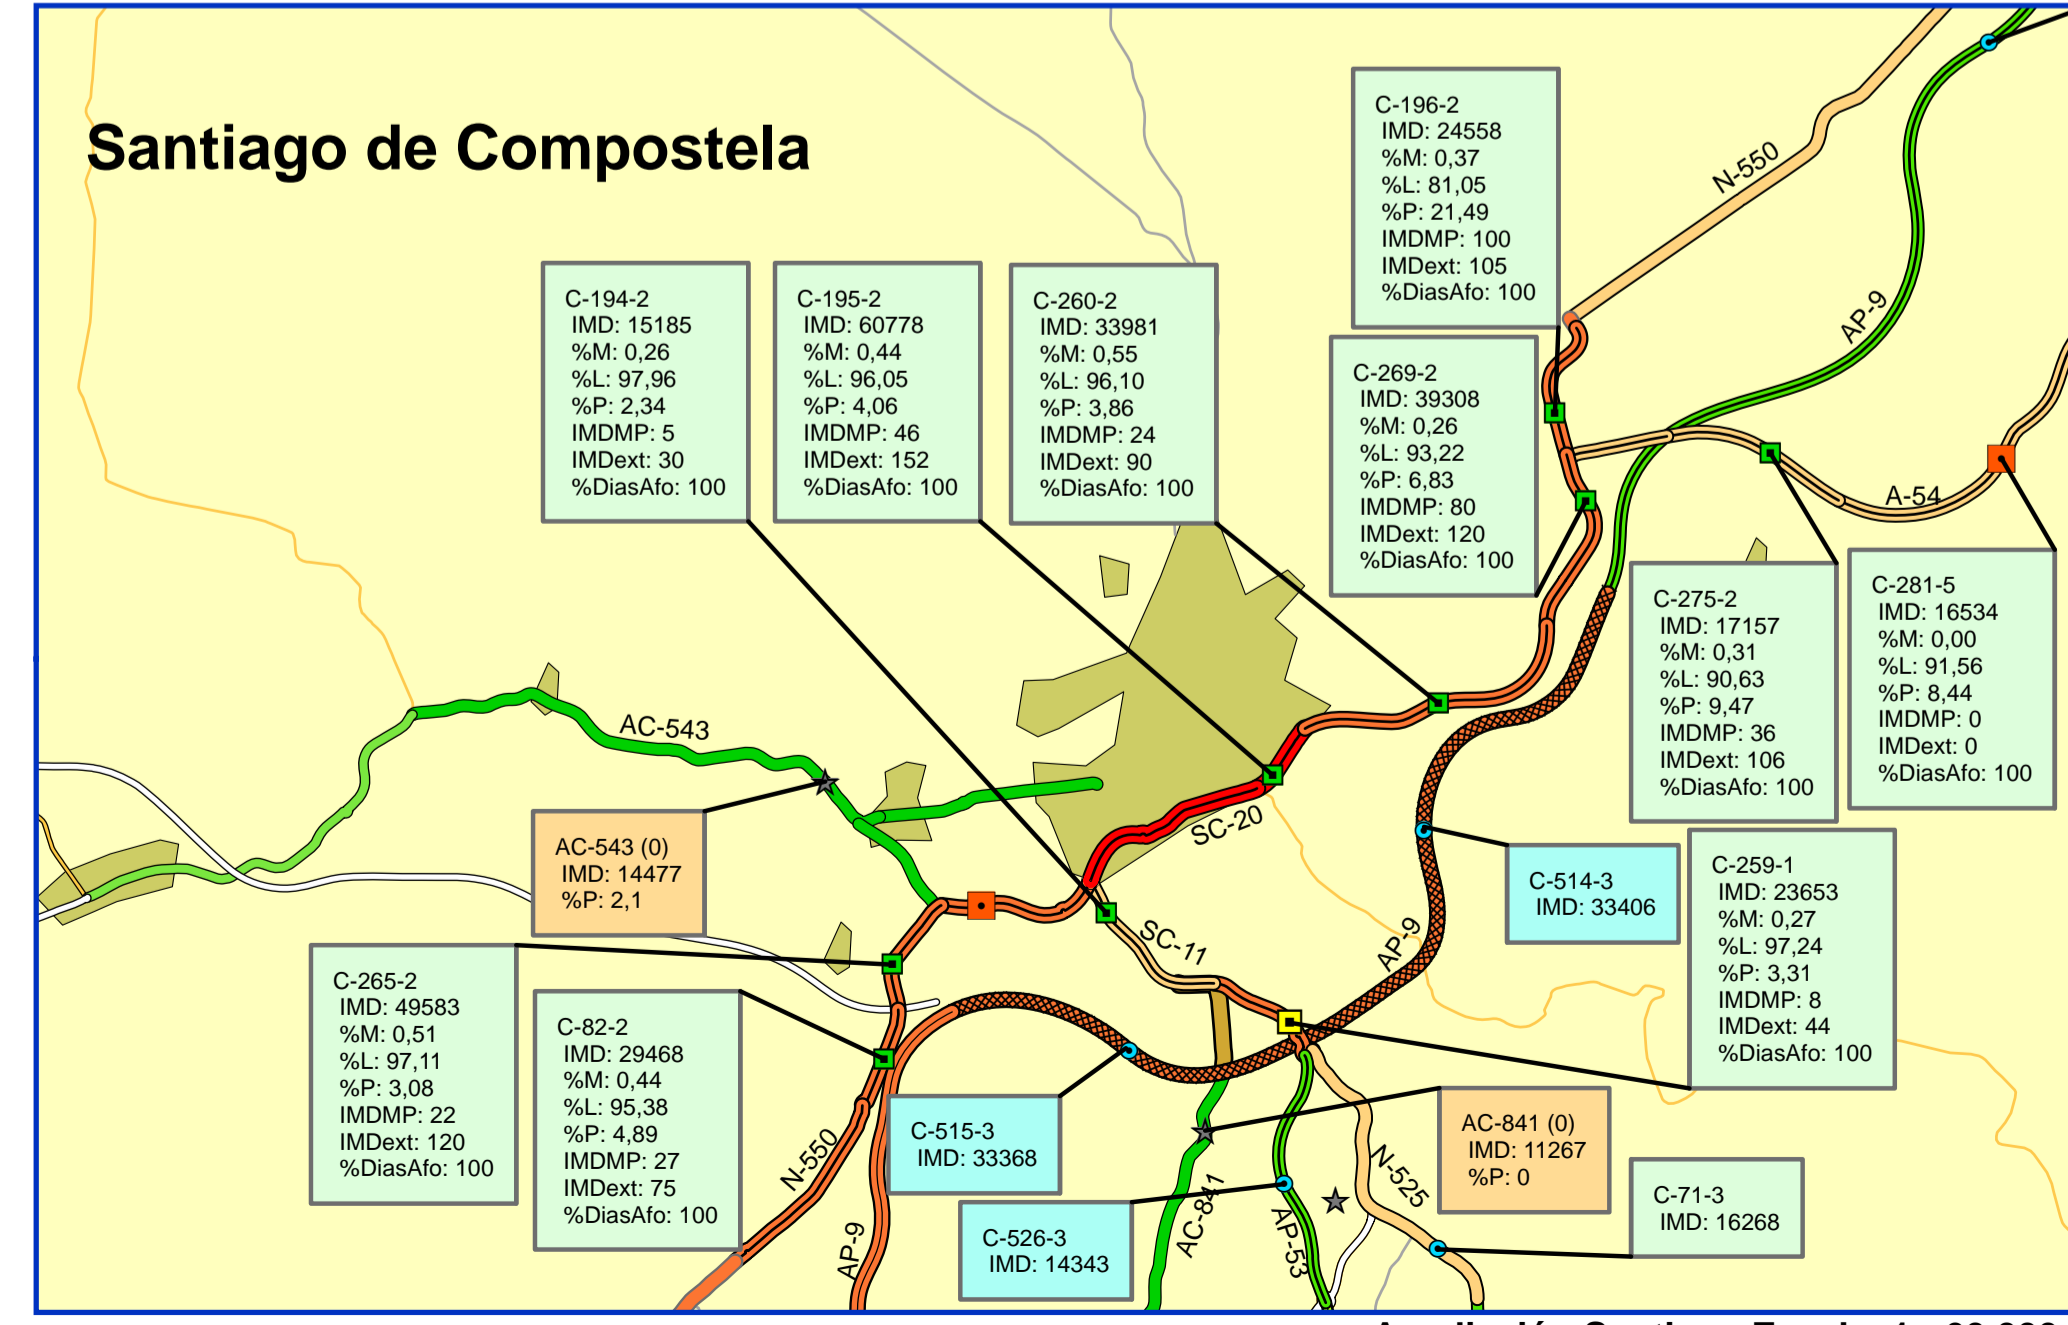 Santiago de Compostela
C-196-2
IMD: 24558
%M: 0,37
%L: 81,05
%P: 21,49
IMDMP: 100
IMDext: 105
%DiasAfo: 100
N-550
AP-9
C-194-2
IMD: 15185
%M: 0,26
%L: 97,96
%P: 2,34
IMDMP: 5
IMDext: 30
%DiasAfo: 100
C-195-2
IMD: 60778
%M: 0,44
%L: 96,05
%P: 4,06
IMDMP: 46
IMDext: 152
%DiasAfo: 100
C-260-2
IMD: 33981
%M: 0,55
%L: 96,10
%P: 3,86
IMDMP: 24
IMDext: 90
%DiasAfo: 100
C-269-2
IMD: 39308
%M: 0,26
%L: 93,22
%P: 6,83
IMDMP: 80
IMDext: 120
%DiasAfo: 100
A-54
C-275-2
IMD: 17157
%M: 0,31
%L: 90,63
%P: 9,47
IMDMP: 36
IMDext: 106
%DiasAfo: 100
C-281-5
IMD: 16534
%M: 0,00
%L: 91,56
%P: 8,44
IMDMP: 0
IMDext: 0
%DiasAfo: 100
AC-543
SC-20
AC-543 (0)
IMD: 14477
%P: 2,1
C-514-3
IMD: 33406
C-259-1
IMD: 23653
%M: 0,27
%L: 97,24
%P: 3,31
IMDMP: 8
IMDext: 44
%DiasAfo: 100
SC-11
AP-9
C-265-2
IMD: 49583
%M: 0,51
%L: 97,11
%P: 3,08
IMDMP: 22
IMDext: 120
%DiasAfo: 100
C-82-2
IMD: 29468
%M: 0,44
%L: 95,38
%P: 4,89
IMDMP: 27
IMDext: 75
%DiasAfo: 100
C-515-3
IMD: 33368
AC-841 (0)
IMD: 11267
%P: 0
N-550
AP-9
AC-841
AP-53
N-525
C-526-3
IMD: 14343
C-71-3
IMD: 16268